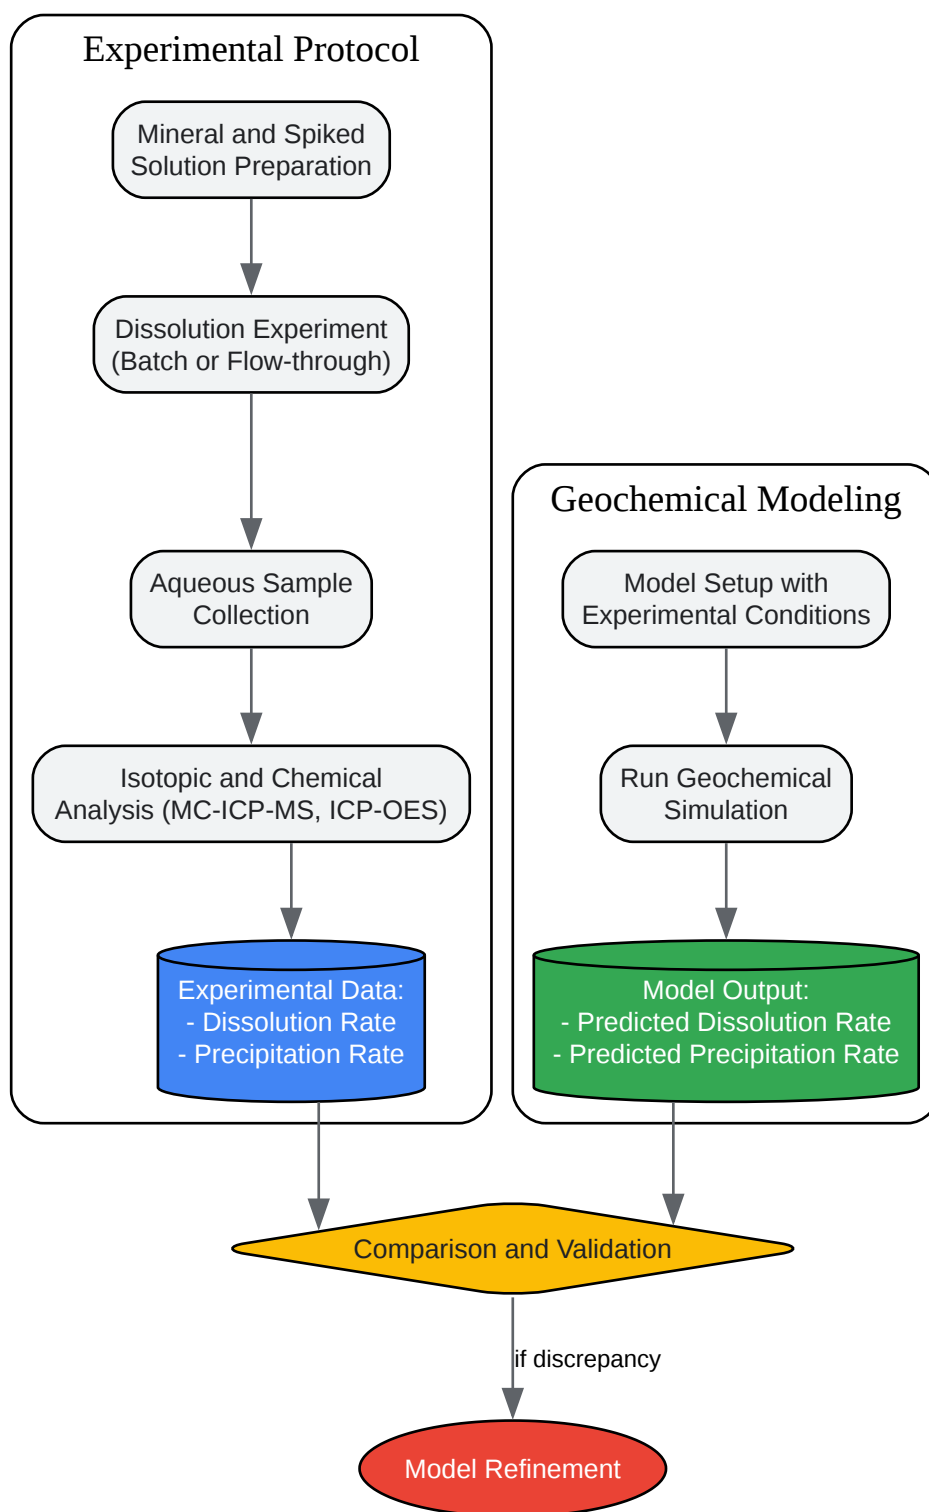 Experimental Protocol
Mineral and Spiked
Solution Preparation
Dissolution Experiment
(Batch or Flow-through)
Aqueous Sample
Collection
Isotopic and Chemical
Analysis (MC-ICP-MS, ICP-OES)
Experimental Data:
- Dissolution Rate
- Precipitation Rate
Geochemical Modeling
Model Setup with
Experimental Conditions
Run Geochemical
Simulation
Model Output:
- Predicted Dissolution Rate
- Predicted Precipitation Rate
Comparison and Validation
if discrepancy
Model Refinement